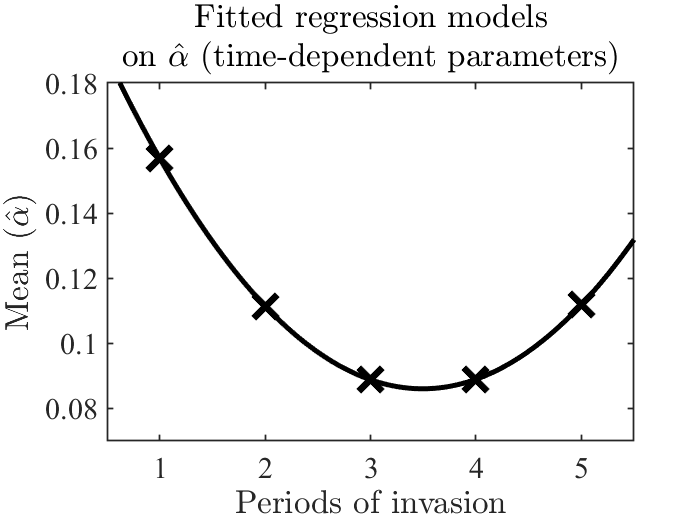 Fitted regression models
on α̂ (time-dependent parameters)
0.18
0.16
0.14
0.12
0.1
0.08
Mean (α̂)
1 2 3 4 5
Periods of invasion